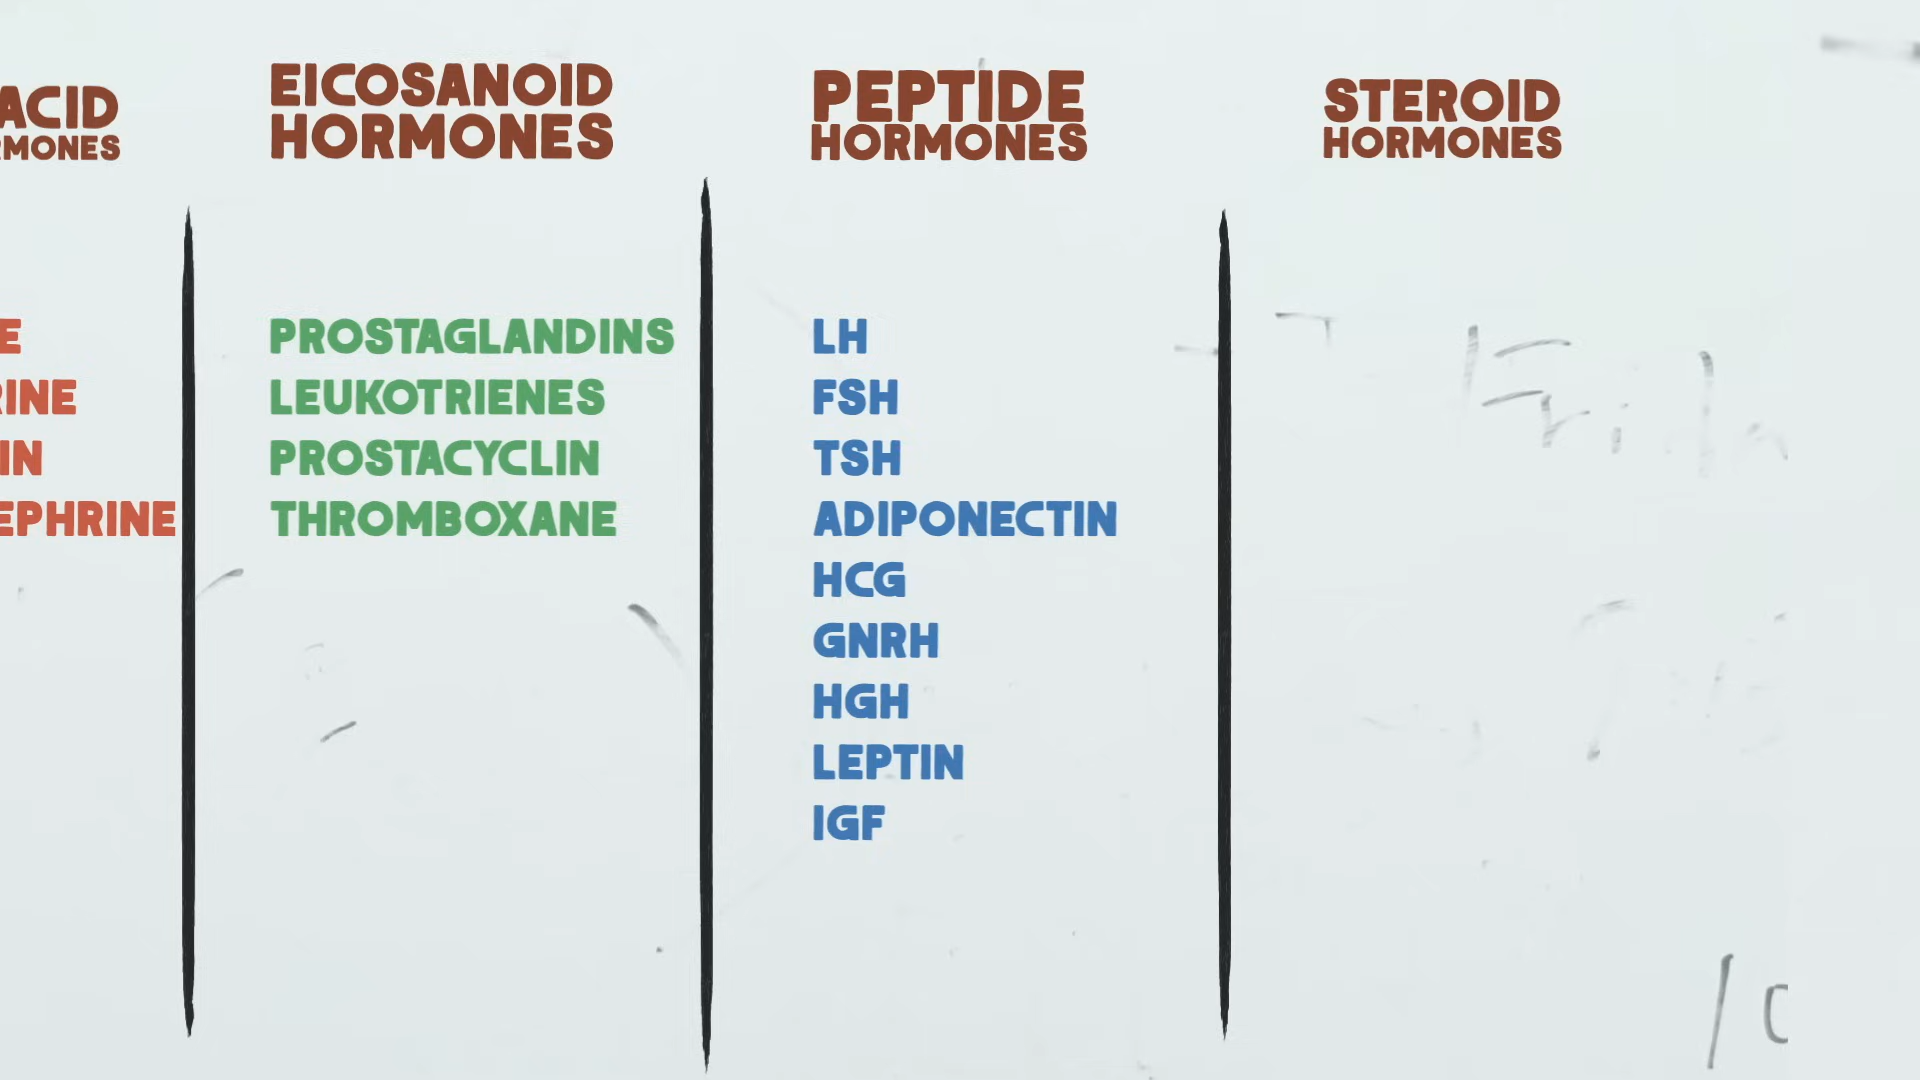 ACID
RMONES
E
RINE
IN
EPHRINE
EICOSANOID
HORMONES
PROSTAGLANDINS
LEUKOTRIENES
PROSTACYCLIN
THROMBOXANE
PEPTIDE
HORMONES
LH
FSH
TSH
ADIPONECTIN
HCG
GNRH
HGH
LEPTIN
IGF
STEROID
HORMONES